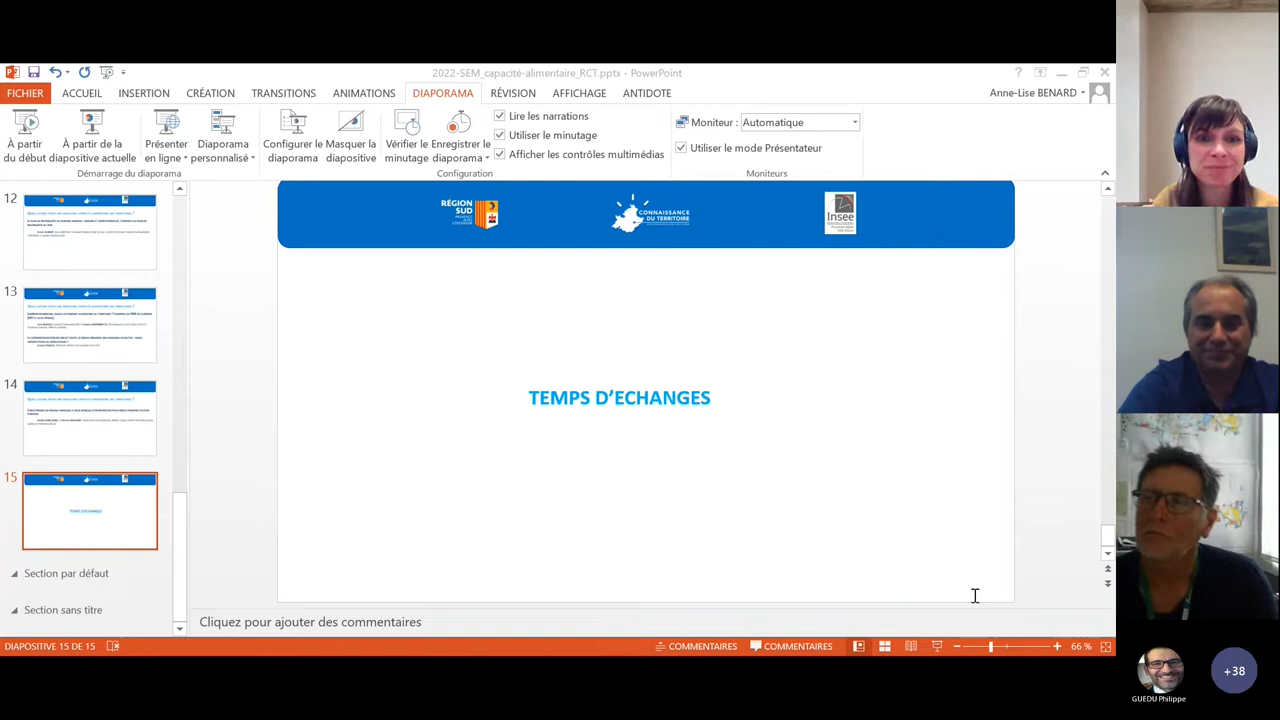 2022-SEM_capacité-alimentaire_RCT.pptx - PowerPoint
FICHIER ACCUEIL INSERTION CRÉATION TRANSITIONS ANIMATIONS DIAPORAMA RÉVISION AFFICHAGE ANTIDOTE
Anne-Lise BENARD
À partir du début
À partir de la diapositive actuelle
Présenter en ligne
Diaporama personnalisé
Configurer le diaporama
Masquer la diapositive
Vérifier le minutage
Enregistrer le diaporama
Lire les narrations
Utiliser le minutage
Afficher les contrôles multimédias
Moniteur : Automatique
Utiliser le mode Présentateur
Démarrage du diaporama
Configuration
Moniteurs
12
13
14
15
TEMPS D'ECHANGES
Section par défaut
Section sans titre
RÉGION
SUD
CONNAISSANCE
DU TERRITOIRE
Insee
TEMPS D'ECHANGES
Cliquez pour ajouter des commentaires
DIAPOSITIVE 15 DE 15
COMMENTAIRES
COMMENTAIRES
66 %
GUEDU Philippe
+38